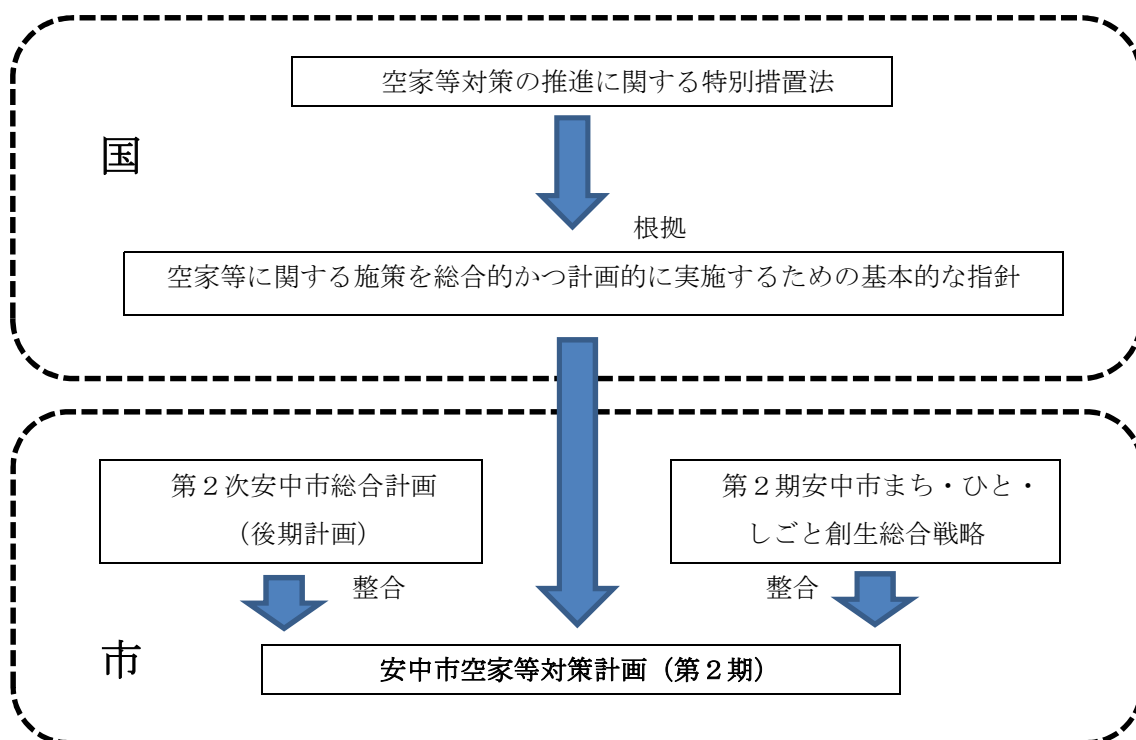 空家等対策の推進に関する特別措置法
国
根拠
空家等に関する施策を総合的かつ計画的に実施するための基本的な指針
第２次安中市総合計画
（後期計画）
第２期安中市まち・ひと・
しごと創生総合戦略
整合
整合
市
安中市空家等対策計画（第２期）